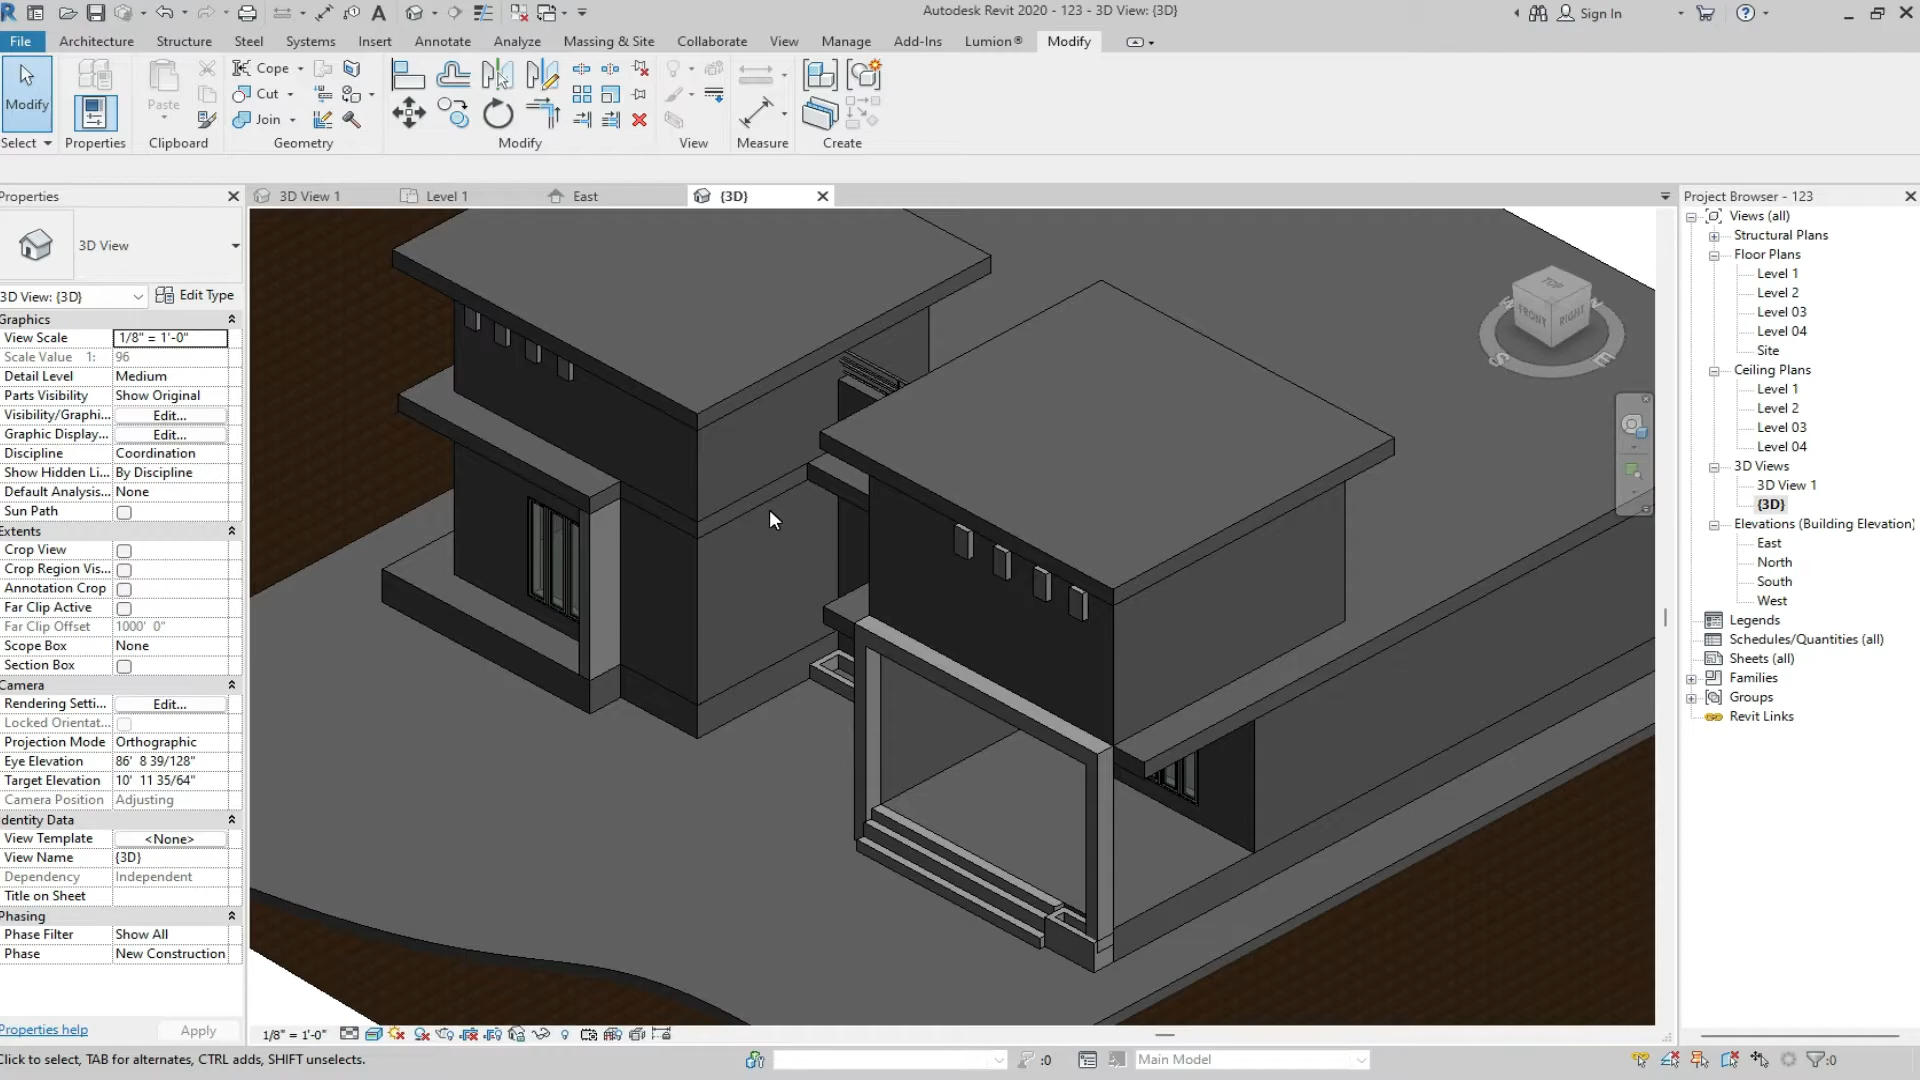 Autodesk Revit 2020 - 123 - 3D View: {3D}
Sign In
File Architecture Structure Steel Systems Insert Annotate Analyze Massing & Site Collaborate View Manage Add-Ins Lumion® Modify
Modify
Paste
Cope
Cut
Join
Select Properties Clipboard Geometry Modify View Measure Create
Properties
3D View
3D View: {3D}
Edit Type
Graphics
View Scale 1/8" = 1'-0"
Scale Value 1: 96
Detail Level Medium
Parts Visibility Show Original
Visibility/Graphi... Edit...
Graphic Display... Edit...
Discipline Coordination
Show Hidden Li... By Discipline
Default Analysis... None
Sun Path
Extents
Crop View
Crop Region Vis...
Annotation Crop
Far Clip Active
Far Clip Offset 1000' 0"
Scope Box None
Section Box
Camera
Rendering Setti... Edit...
Locked Orientat...
Projection Mode Orthographic
Eye Elevation 86' 8 39/128"
Target Elevation 10' 11 35/64"
Camera Position Adjusting
Identity Data
View Template <None>
View Name {3D}
Dependency Independent
Title on Sheet
Phasing
Phase Filter Show All
Phase New Construction
Properties help
Apply
3D View 1
Level 1
East
{3D}
TOP
FRONT
RIGHT
S
E
Project Browser - 123
Views (all)
Structural Plans
Floor Plans
Level 1
Level 2
Level 03
Level 04
Site
Ceiling Plans
Level 1
Level 2
Level 03
Level 04
3D Views
3D View 1
{3D}
Elevations (Building Elevation)
East
North
South
West
Legends
Schedules/Quantities (all)
Sheets (all)
Families
Groups
Revit Links
1/8" = 1'-0"
Click to select, TAB for alternates, CTRL adds, SHIFT unselects.
:0
Main Model
:0